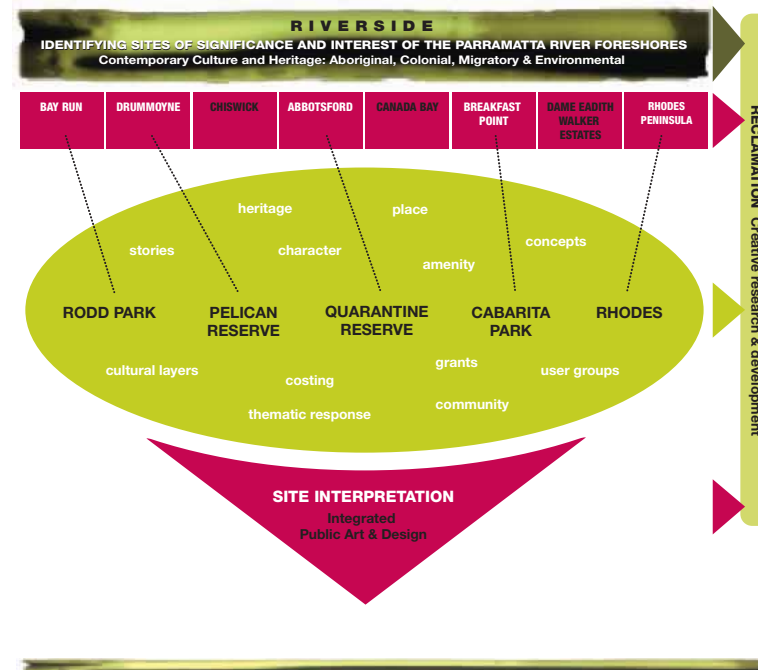 RIVERSIDE
IDENTIFYING SITES OF SIGNIFICANCE AND INTEREST OF THE PARRAMATTA RIVER FORESHORES
Contemporary Culture and Heritage: Aboriginal, Colonial, Migratory & Environmental
BAY RUN
DRUMMOYNE
CHISWICK
ABBOTSFORD
CANADA BAY
BREAKFAST
POINT
DAME EADITH
WALKER
ESTATES
RHODES
PENINSULA
heritage
place
stories
character
concepts
amenity
RODD PARK
PELICAN
RESERVE
QUARANTINE
RESERVE
CABARITA
PARK
RHODES
cultural layers
costing
grants
user groups
thematic response
community
SITE INTERPRETATION
Integrated
Public Art & Design
RECLAMATION Creative research & development